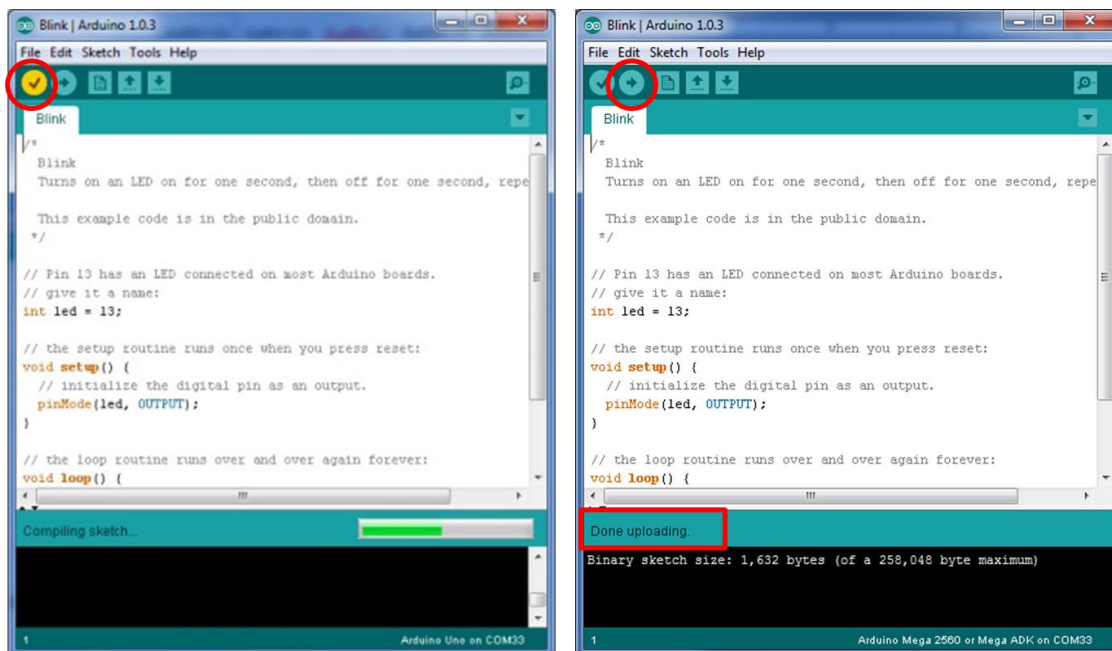 Blink | Arduino 1.0.3
File Edit Sketch Tools Help
Blink
/*
Blink
Turns on an LED on for one second, then off for one second, repe
This example code is in the public domain.
*/
// Pin 13 has an LED connected on most Arduino boards.
// give it a name:
int led = 13;
// the setup routine runs once when you press reset:
void setup() {
// initialize the digital pin as an output.
pinMode(led, OUTPUT);
}
// the loop routine runs over and over again forever:
void loop() {
Compiling sketch...
1
Arduino Uno on COM33
Blink | Arduino 1.0.3
File Edit Sketch Tools Help
Blink
/*
Blink
Turns on an LED on for one second, then off for one second, repe
This example code is in the public domain.
*/
// Pin 13 has an LED connected on most Arduino boards.
// give it a name:
int led = 13;
// the setup routine runs once when you press reset:
void setup() {
// initialize the digital pin as an output.
pinMode(led, OUTPUT);
}
// the loop routine runs over and over again forever:
void loop() {
Done uploading.
Binary sketch size: 1,632 bytes (of a 258,048 byte maximum)
1
Arduino Mega 2560 or Mega ADK on COM33